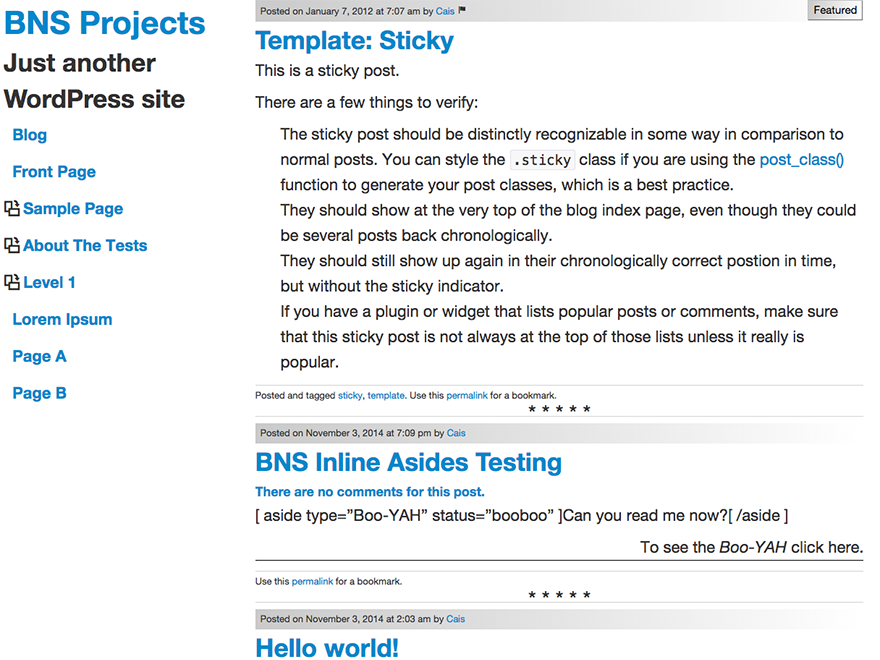 BNS Projects
Just another
WordPress site
Blog
Front Page
Sample Page
About The Tests
Level 1
Lorem Ipsum
Page A
Page B
Posted on January 7, 2012 at 7:07 am by Cais
Featured
Template: Sticky
This is a sticky post.
There are a few things to verify:
The sticky post should be distinctly recognizable in some way in comparison to
normal posts. You can style the .sticky class if you are using the post_class()
function to generate your post classes, which is a best practice.
They should show at the very top of the blog index page, even though they could
be several posts back chronologically.
They should still show up again in their chronologically correct postion in time,
but without the sticky indicator.
If you have a plugin or widget that lists popular posts or comments, make sure
that this sticky post is not always at the top of those lists unless it really is
popular.
Posted and tagged sticky, template. Use this permalink for a bookmark.
* * * * *
Posted on November 3, 2014 at 7:09 pm by Cais
BNS Inline Asides Testing
There are no comments for this post.
[ aside type=”Boo-YAH” status=”booboo” ]Can you read me now?[ /aside ]
To see the Boo-YAH click here.
Use this permalink for a bookmark.
* * * * *
Posted on November 3, 2014 at 2:03 am by Cais
Hello world!